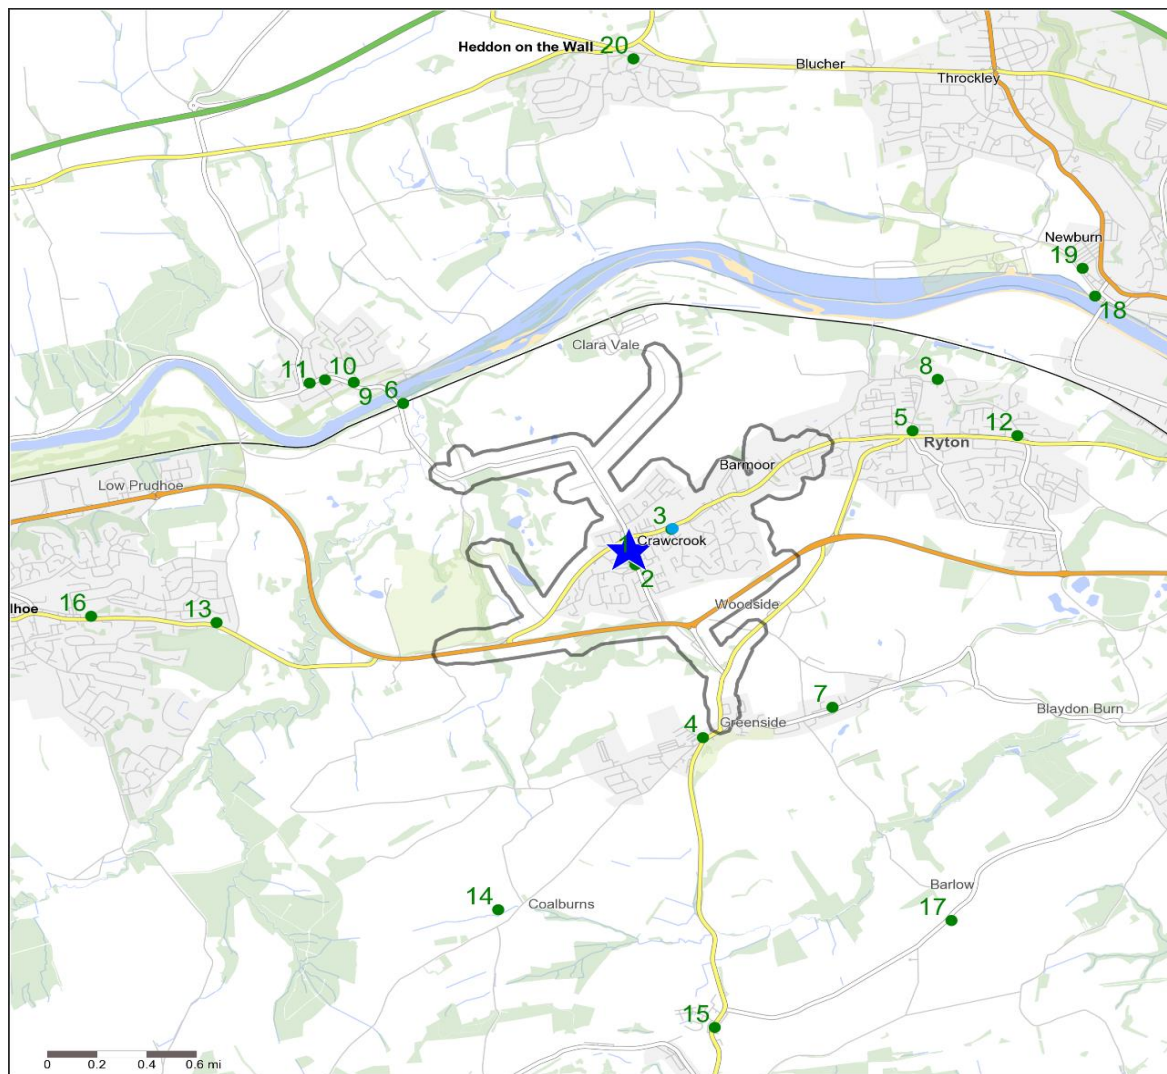 Heddon on the Wall
20
Blucher
Throckley
Newburn
19
18
Clara Vale
11
10
9
6
8
5
12
Ryton
Low Prudhoe
Barmoor
3
1
Crawcrook
2
Woodside
lhoe
16
13
7
Blaydon Burn
Greenside
4
Barlow
14
Coalburns
17
15
0 0.2 0.4 0.6 mi